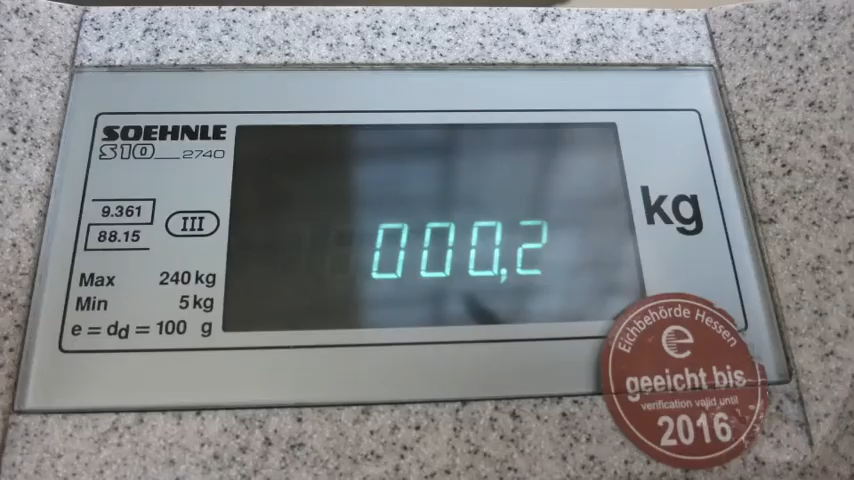 SOEHNLE
S10 2740
9.361
88.15
III
Max 240 kg
Min 5 kg
e = dd = 100 g
000,2
kg
Eichbehörde Hessen
e
geeicht bis
verification valid until
2016